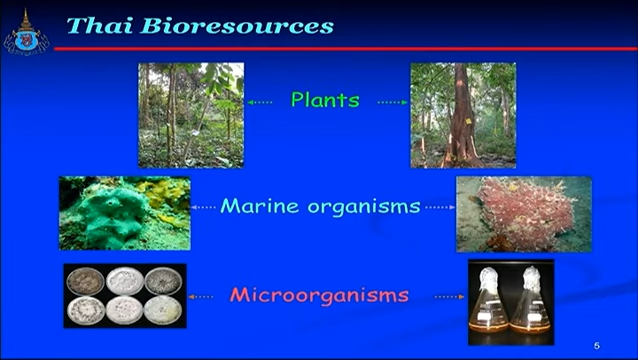 Thai Bioresources
Plants
Marine organisms
Microorganisms
5